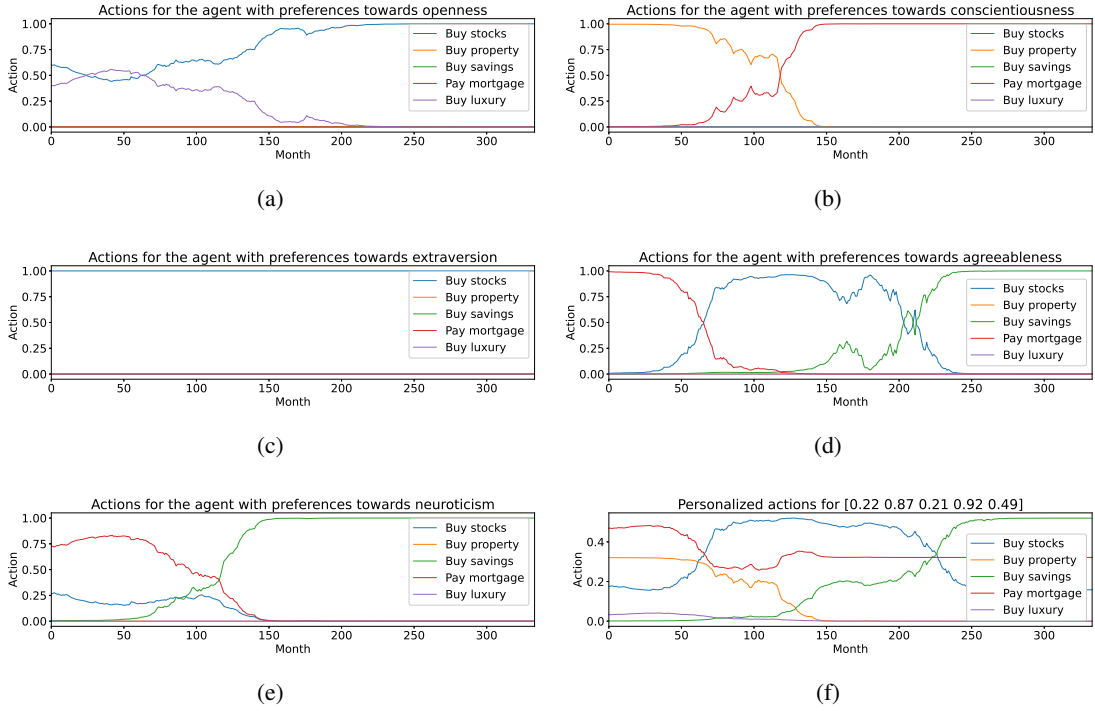 Actions for the agent with preferences towards openness
1.00
0.75
0.50
0.25
0.00
Action
Buy stocks
Buy property
Buy savings
Pay mortgage
Buy luxury
0 50 100 150 200 250 300
Month
(a)
Actions for the agent with preferences towards conscientiousness
1.00
0.75
0.50
0.25
0.00
Action
Buy stocks
Buy property
Buy savings
Pay mortgage
Buy luxury
0 50 100 150 200 250 300
Month
(b)
Actions for the agent with preferences towards extraversion
1.00
0.75
0.50
0.25
0.00
Action
Buy stocks
Buy property
Buy savings
Pay mortgage
Buy luxury
0 50 100 150 200 250 300
Month
(c)
Actions for the agent with preferences towards agreeableness
1.00
0.75
0.50
0.25
0.00
Action
Buy stocks
Buy property
Buy savings
Pay mortgage
Buy luxury
0 50 100 150 200 250 300
Month
(d)
Actions for the agent with preferences towards neuroticism
1.00
0.75
0.50
0.25
0.00
Action
Buy stocks
Buy property
Buy savings
Pay mortgage
Buy luxury
0 50 100 150 200 250 300
Month
(e)
Personalized actions for [0.22 0.87 0.21 0.92 0.49]
0.4
0.2
0.0
Action
Buy stocks
Buy property
Buy savings
Pay mortgage
Buy luxury
0 50 100 150 200 250 300
Month
(f)